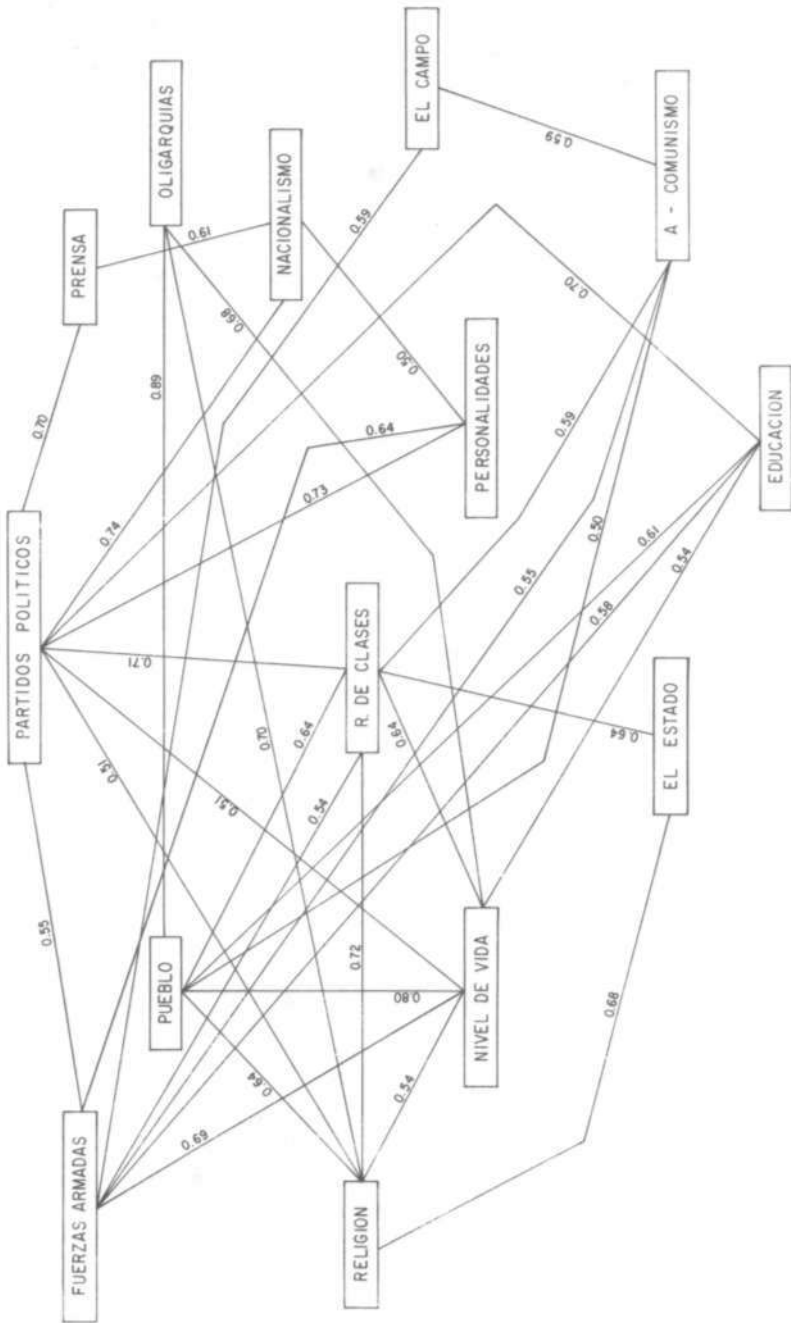 PARTIDOS POLITICOS
PRENSA
FUERZAS ARMADAS
PUEBLO
OLIGARQUIAS
NACIONALISMO
RELIGION
R. DE CLASES
EL CAMPO
NIVEL DE VIDA
PERSONALIDADES
EL ESTADO
A - COMUNISMO
EDUCACION
0.55
0.70
0.61
0.89
0.74
0.59
0.68
0.51
0.71
0.73
0.64
0.50
0.59
0.70
0.64
0.54
0.51
0.70
0.69
0.64
0.72
0.80
0.54
0.64
0.64
0.68
0.59
0.55
0.50
0.61
0.58
0.54